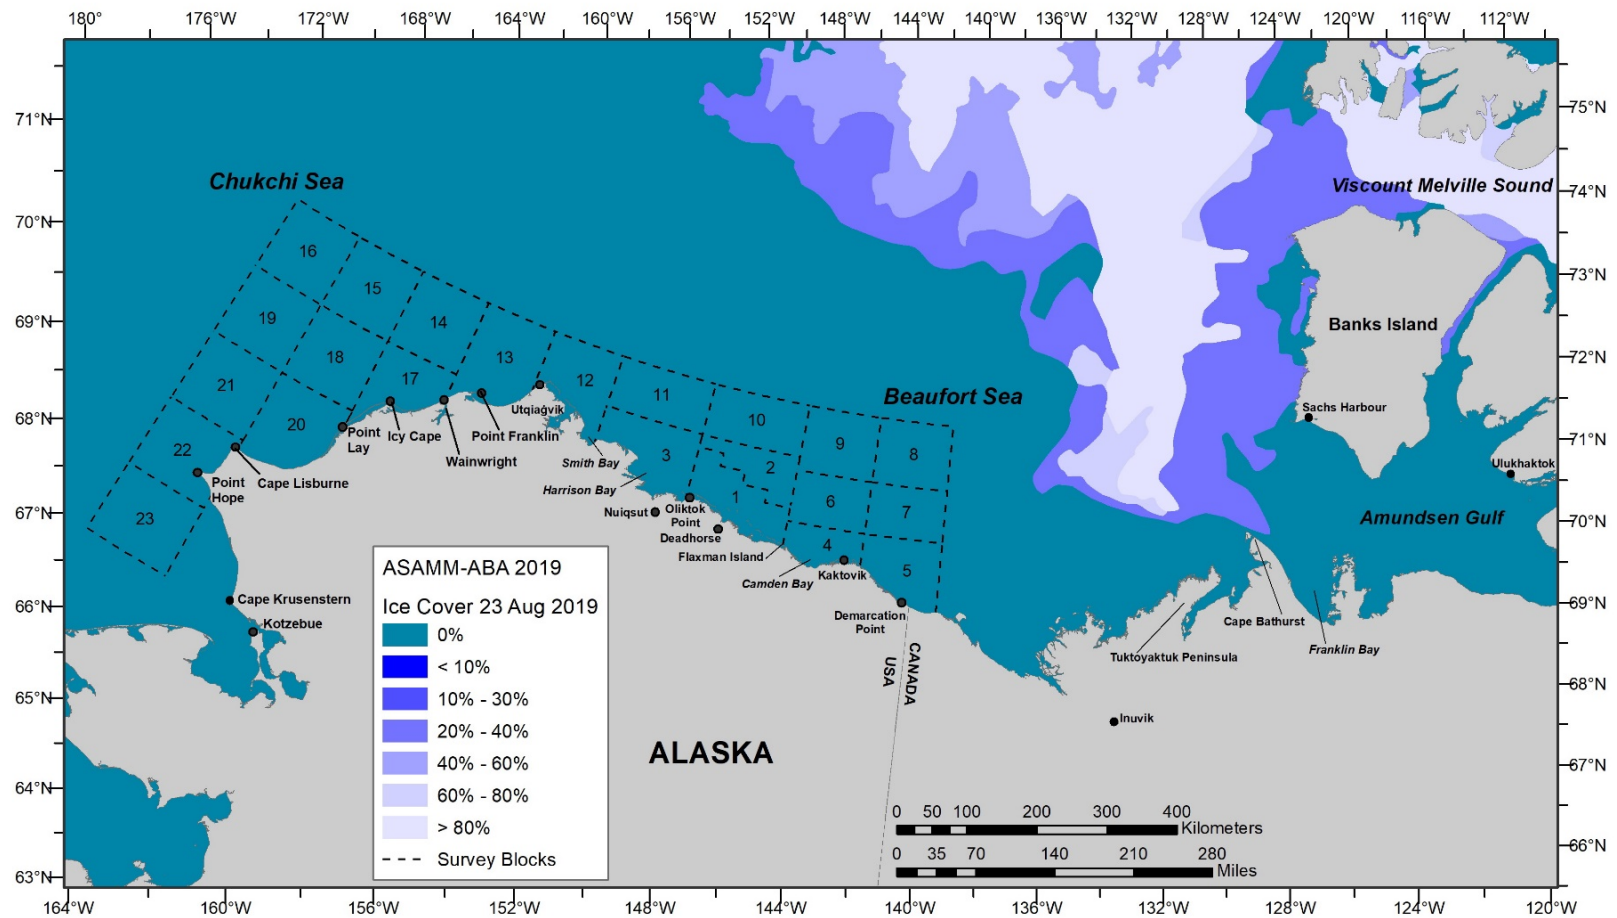 180° 176°W 172°W 168°W 164°W 160°W 156°W 152°W 148°W 144°W 140°W 136°W 132°W 128°W 124°W 120°W 116°W 112°W
71°N
75°N
Chukchi Sea
Viscount Melville Sound
74°N
70°N
16
73°N
15
69°N
19
14
Banks Island
18
13
72°N
21
17
12
11
Beaufort Sea
68°N
20
Utqiaġvik
10
9
8
Sachs Harbour
71°N
Point
Lay
Icy Cape
Point Franklin
22
Wainwright
Smith Bay
3
2
Ulukhaktok
Point
Hope
Cape Lisburne
Harrison Bay
1
6
7
67°N
23
Nuiqsut
Oliktok
Point
Deadhorse
Amundsen Gulf
70°N
Flaxman Island
4
Camden Bay
Kaktovik
5
66°N
Cape Krusenstern
Kotzebue
Demarcation
Point
69°N
Cape Bathurst
Franklin Bay
Tuktoyaktuk Peninsula
USA
CANADA
68°N
65°N
Inuvik
ALASKA
67°N
64°N
66°N
63°N
ASAMM-ABA 2019
Ice Cover 23 Aug 2019
0%
< 10%
10% - 30%
20% - 40%
40% - 60%
60% - 80%
> 80%
Survey Blocks
0 50 100 200 300 400
Kilometers
0 35 70 140 210 280
Miles
164°W 160°W 156°W 152°W 148°W 144°W 140°W 136°W 132°W 128°W 124°W 120°W